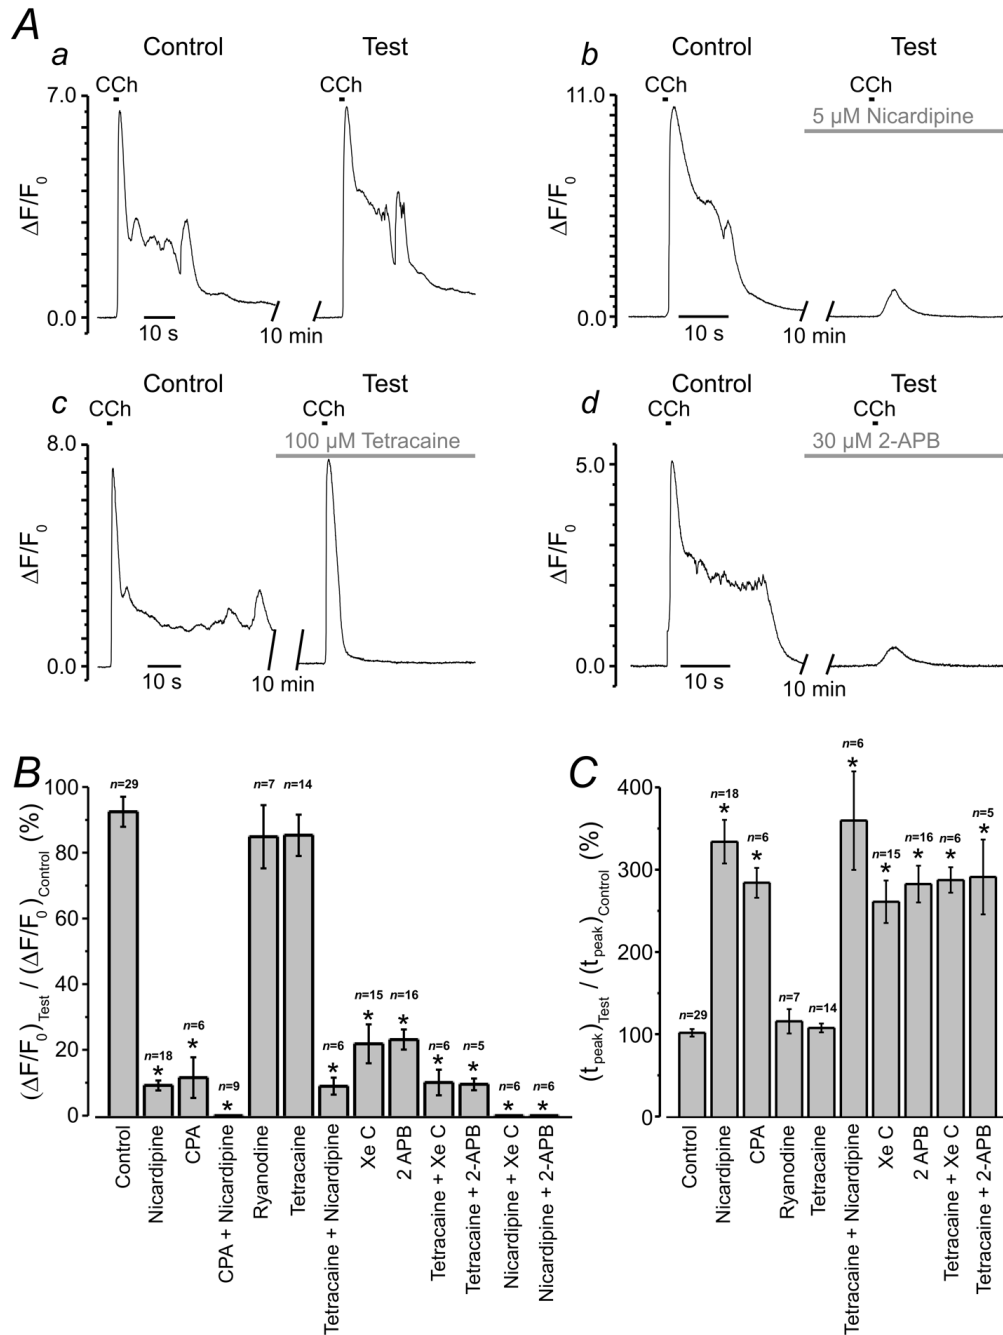 A
a
Control
Test
CCh
CCh
7.0
ΔF/F0
0.0
10 s
10 min
b
Control
Test
CCh
CCh
11.0
5 µM Nicardipine
ΔF/F0
0.0
10 s
10 min
c
Control
Test
CCh
CCh
8.0
100 µM Tetracaine
ΔF/F0
0.0
10 s
10 min
d
Control
Test
CCh
CCh
30 µM 2-APB
5.0
ΔF/F0
0.0
10 s
10 min
B
(ΔF/F0)Test / (ΔF/F0)Control (%)
100
80
60
40
20
0
n=29
n=18
*
n=6
*
n=9
*
n=7
n=14
n=6
*
n=15
*
n=16
*
n=6
*
n=5
*
n=6
*
n=6
*
Control
Nicardipine
CPA
CPA + Nicardipine
Ryanodine
Tetracaine
Tetracaine + Nicardipine
Xe C
2 APB
Tetracaine + Xe C
Tetracaine + 2-APB
Nicardipine + Xe C
Nicardipine + 2-APB
C
(tpeak)Test / (tpeak)Control (%)
400
300
200
100
0
n=29
n=18
*
n=6
*
n=7
n=14
n=6
*
n=15
*
n=16
*
n=6
*
n=5
*
Control
Nicardipine
CPA
Ryanodine
Tetracaine
Tetracaine + Nicardipine
Xe C
2 APB
Tetracaine + Xe C
Tetracaine + 2-APB